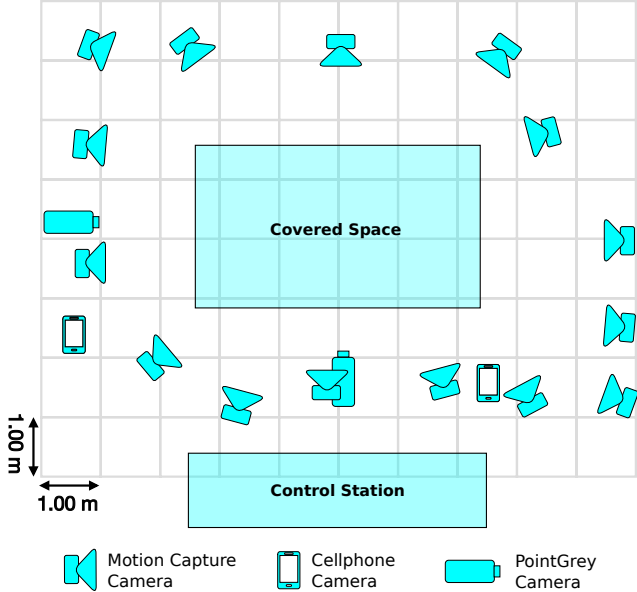 Covered Space
1.00 m
1.00 m
Control Station
Motion Capture
Camera
Cellphone
Camera
PointGrey
Camera